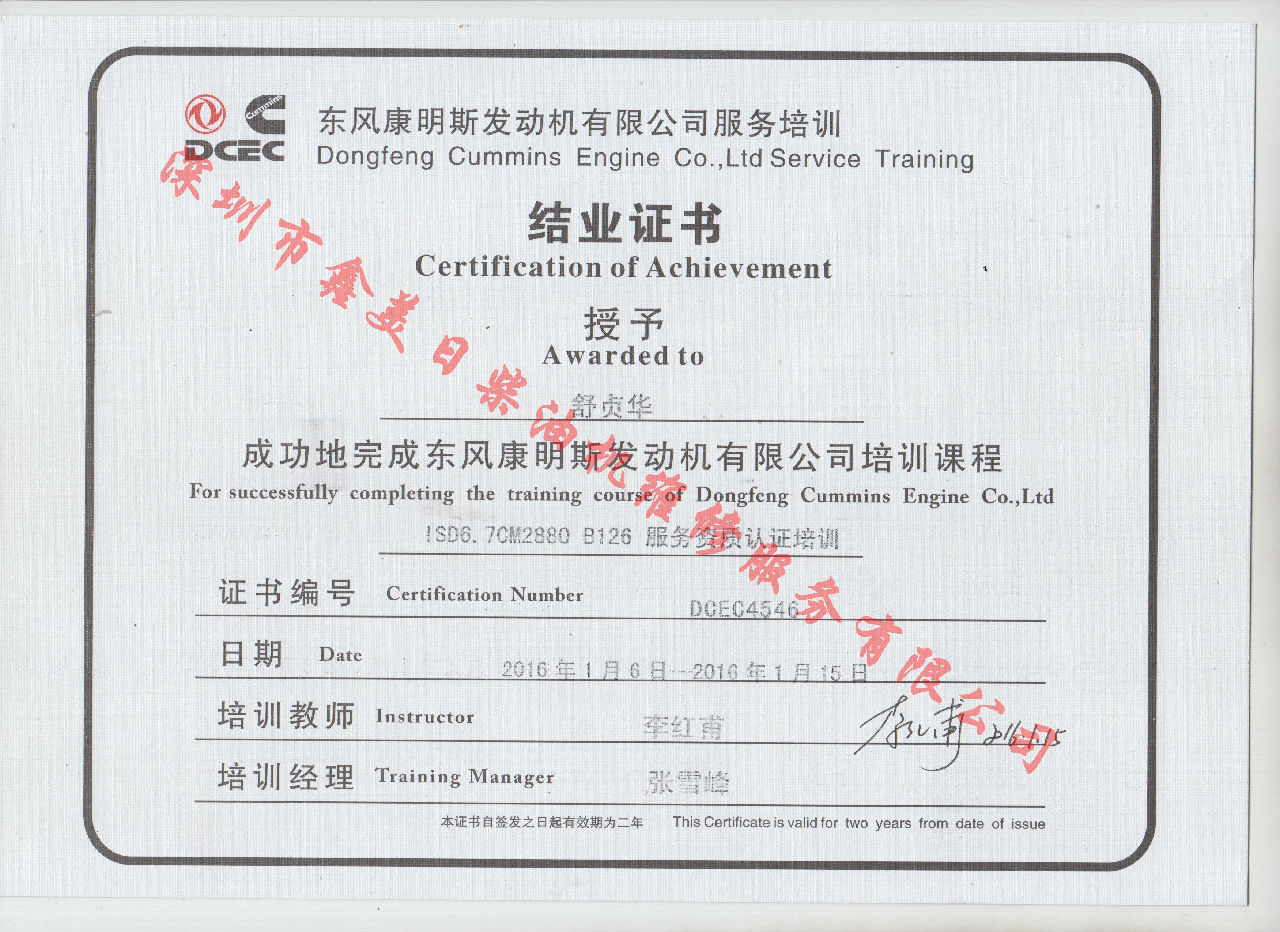 Cummins
DCEC
东风康明斯发动机有限公司服务培训
Dongfeng Cummins Engine Co.,Ltd Service Training
结业证书
Certification of Achievement
授予
Awarded to
舒贞华
成功地完成东风康明斯发动机有限公司培训课程
For successfully completing the training course of Dongfeng Cummins Engine Co.,Ltd
ISD6.7CM2880 B126 服务资质认证培训
证书编号 Certification Number DCEC4546
日期 Date 2016年1月6日--2016年1月15日
培训教师 Instructor 李红甫 李红甫 2016.1.15
培训经理 Training Manager 张雪峰
本证书自签发之日起有效期为二年 This Certificate is valid for two years from date of issue
深圳市鑫美日柴油机维修服务有限公司